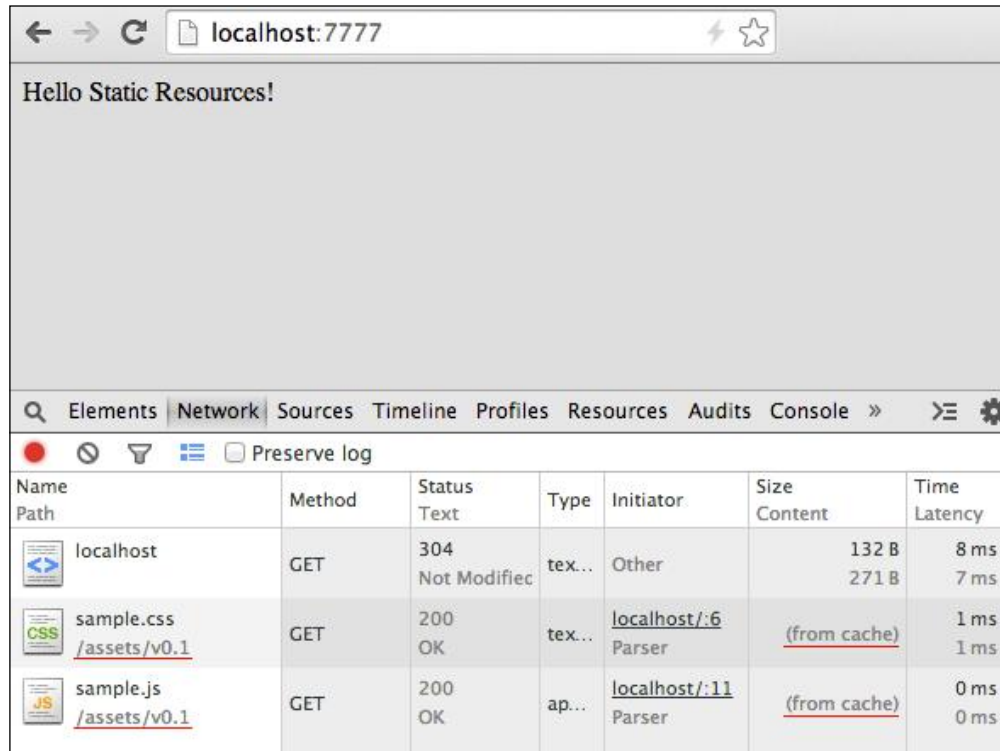 localhost:7777
Hello Static Resources!
Elements Network Sources Timeline Profiles Resources Audits Console »
Preserve log
Name Method Status Type Initiator Size Time
Path Text Content Latency
localhost GET 304 tex... Other 132 B 8 ms
Not Modified 271 B 7 ms
sample.css GET 200 tex... localhost/:6 (from cache) 1 ms
/assets/v0.1 OK Parser 1 ms
sample.js GET 200 ap... localhost/:11 (from cache) 0 ms
/assets/v0.1 OK Parser 0 ms
CSS
JS